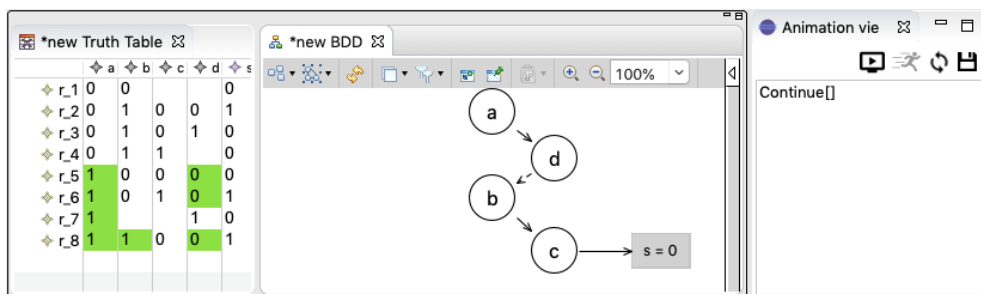 *new Truth Table
a b c d s
r_1 0 0 0
r_2 0 1 0 0 1
r_3 0 1 0 1 0
r_4 0 1 1 0
r_5 1 0 0 0 0
r_6 1 0 1 0 1
r_7 1 1 0
r_8 1 1 0 0 1
*new BDD
100%
a
d
b
c
s = 0
Animation vie
Continue[]